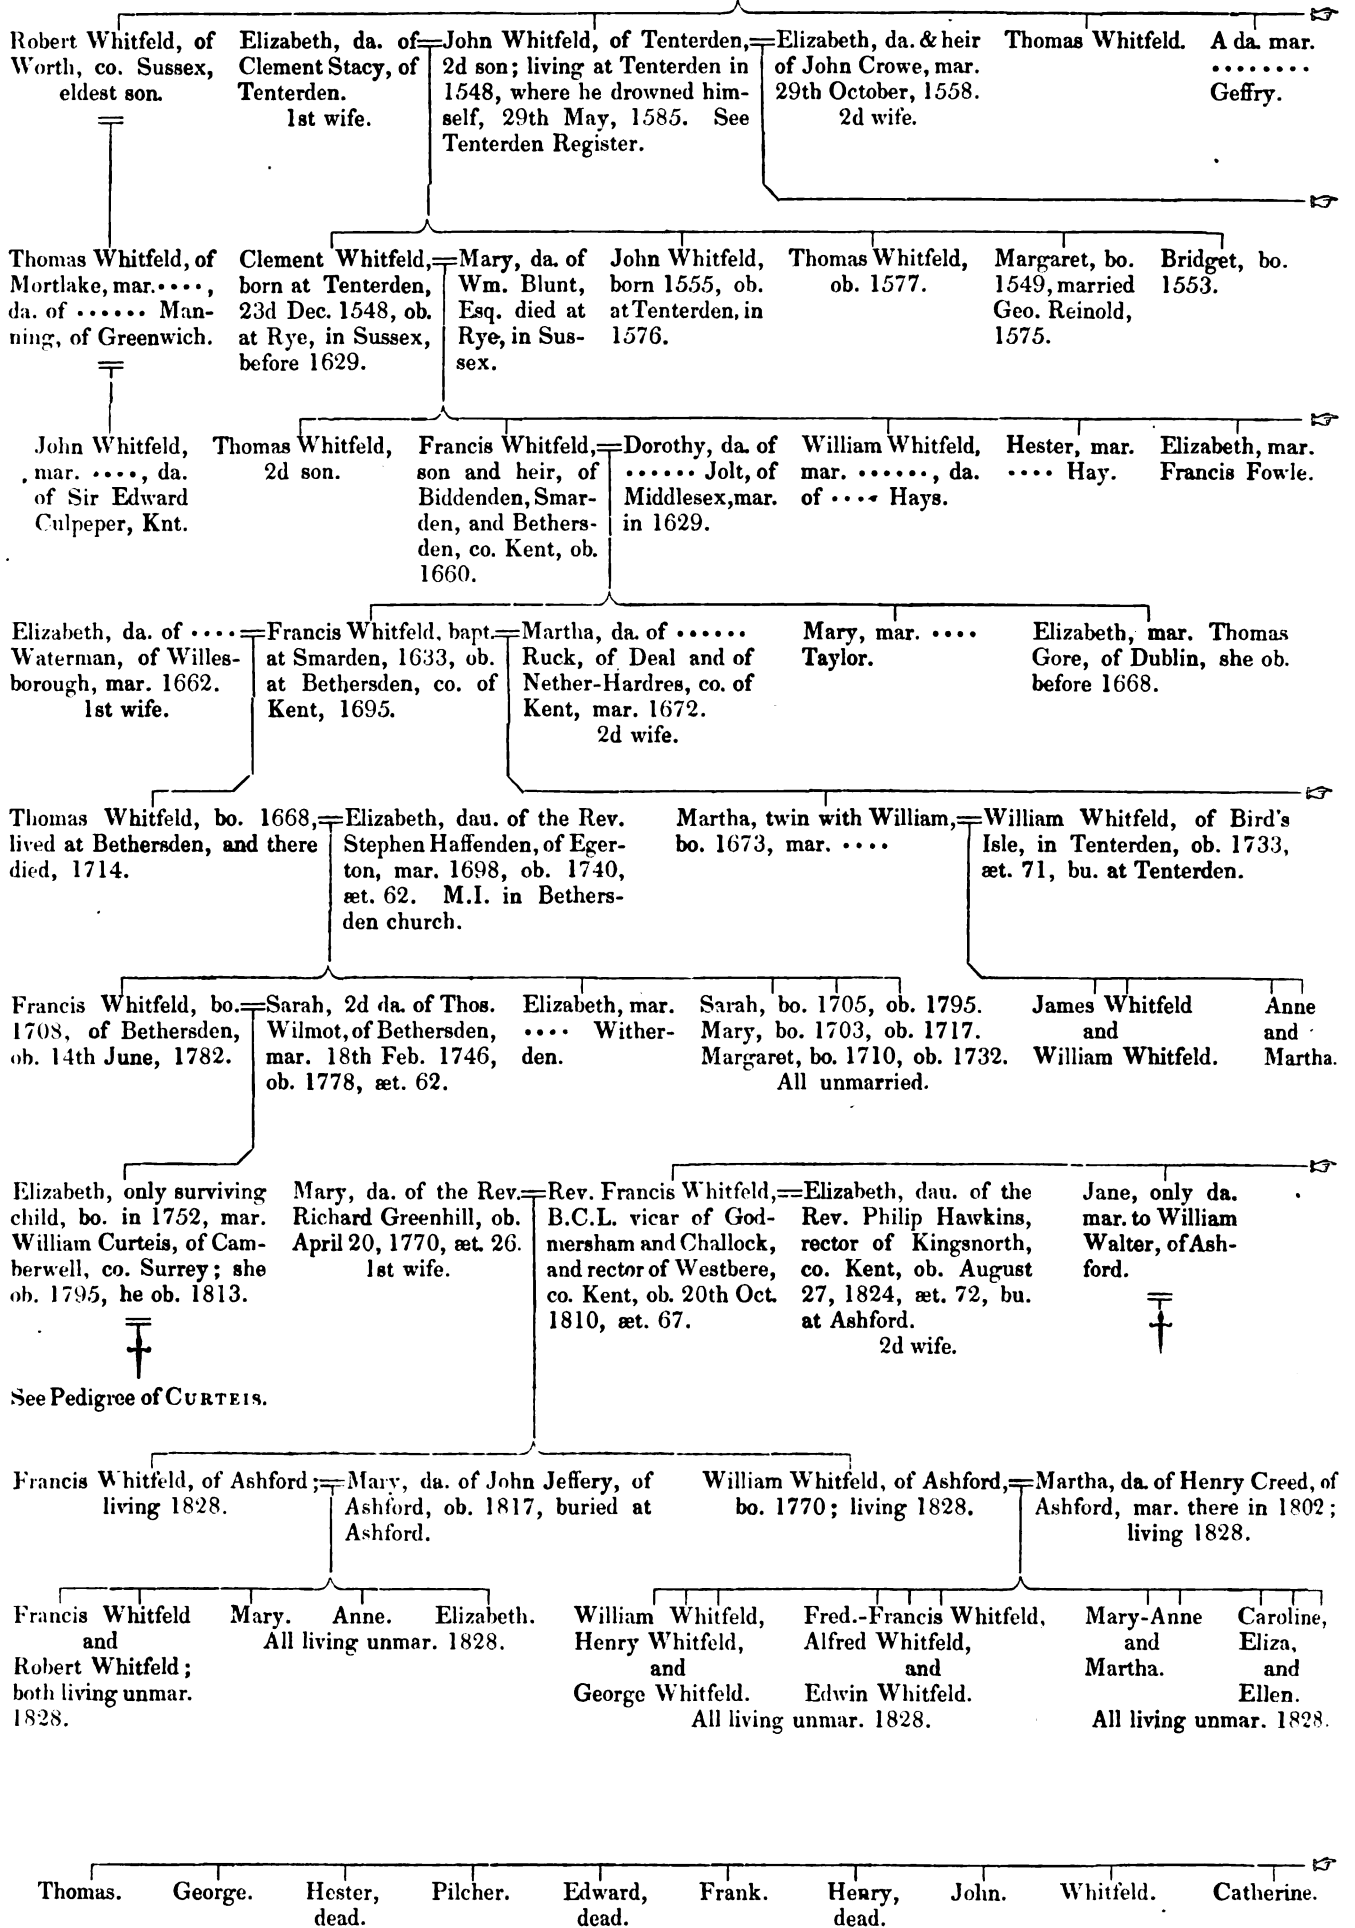 Robert Whitfeld, of
Worth, co. Sussex,
eldest son.
Elizabeth, da. of
Clement Stacy, of
Tenterden.
1st wife.
John Whitfeld, of Tenterden,
2d son; living at Tenterden in
1548, where he drowned him-
self, 29th May, 1585. See
Tenterden Register.
Elizabeth, da. & heir
of John Crowe, mar.
29th October, 1558.
2d wife.
Thomas Whitfeld.
A da. mar.
........
Geffry.
Thomas Whitfeld, of
Mortlake, mar.....,
da. of ...... Man-
ning, of Greenwich.
Clement Whitfeld,
born at Tenterden,
23d Dec. 1548, ob.
at Rye, in Sussex,
before 1629.
Mary, da. of
Wm. Blunt,
Esq. died at
Rye, in Sus-
sex.
John Whitfeld,
born 1555, ob.
at Tenterden, in
1576.
Thomas Whitfeld,
ob. 1577.
Margaret, bo.
1549, married
Geo. Reinold,
1575.
Bridget, bo.
1553.
John Whitfeld,
mar. ...., da.
of Sir Edward
Culpeper, Knt.
Thomas Whitfeld,
2d son.
Francis Whitfeld,
son and heir, of
Biddenden, Smar-
den, and Bethers-
den, co. Kent, ob.
1660.
Dorothy, da. of
...... Jolt, of
Middlesex, mar.
in 1629.
William Whitfeld,
mar. ......, da.
of .... Hays.
Hester, mar.
.... Hay.
Elizabeth, mar.
Francis Fowle.
Elizabeth, da. of ....
Waterman, of Willes-
borough, mar. 1662.
1st wife.
Francis Whitfeld, bapt.
at Smarden, 1633, ob.
at Bethersden, co. of
Kent, 1695.
Martha, da. of ......
Ruck, of Deal and of
Nether-Hardres, co. of
Kent, mar. 1672.
2d wife.
Mary, mar. ....
Taylor.
Elizabeth, mar. Thomas
Gore, of Dublin, she ob.
before 1668.
Thomas Whitfeld, bo. 1668,
lived at Bethersden, and there
died, 1714.
Elizabeth, dau. of the Rev.
Stephen Haffenden, of Eger-
ton, mar. 1698, ob. 1740,
æt. 62. M.I. in Bethers-
den church.
Martha, twin with William,
bo. 1673, mar. ....
William Whitfeld, of Bird's
Isle, in Tenterden, ob. 1733,
æt. 71, bu. at Tenterden.
Francis Whitfeld, bo.
1708, of Bethersden,
ob. 14th June, 1782.
Sarah, 2d da. of Thos.
Wilmot, of Bethersden,
mar. 18th Feb. 1746,
ob. 1778, æt. 62.
Elizabeth, mar.
.... Wither-
den.
Sarah, bo. 1705, ob. 1795.
Mary, bo. 1703, ob. 1717.
Margaret, bo. 1710, ob. 1732.
All unmarried.
James Whitfeld
and
William Whitfeld.
Anne
and
Martha.
Elizabeth, only surviving
child, bo. in 1752, mar.
William Curteis, of Cam-
berwell, co. Surrey; she
ob. 1795, he ob. 1813.
See Pedigree of CURTEIS.
Mary, da. of the Rev.
Richard Greenhill, ob.
April 20, 1770, æt. 26.
1st wife.
Rev. Francis Whitfeld,
B.C.L. vicar of God-
mersham and Challock,
and rector of Westbere,
co. Kent, ob. 20th Oct.
1810, æt. 67.
Elizabeth, dau. of the
Rev. Philip Hawkins,
rector of Kingsnorth,
co. Kent, ob. August
27, 1824, æt. 72, bu.
at Ashford.
2d wife.
Jane, only da.
mar. to William
Walter, of Ash-
ford.
Francis Whitfeld, of Ashford;
living 1828.
Mary, da. of John Jeffery, of
Ashford, ob. 1817, buried at
Ashford.
William Whitfeld, of Ashford,
bo. 1770; living 1828.
Martha, da. of Henry Creed, of
Ashford, mar. there in 1802;
living 1828.
Francis Whitfeld
and
Robert Whitfeld;
both living unmar.
1828.
Mary. Anne. Elizabeth.
All living unmar. 1828.
William Whitfeld,
Henry Whitfeld,
and
George Whitfeld.
Fred.-Francis Whitfeld,
Alfred Whitfeld,
and
Edwin Whitfeld.
All living unmar. 1828.
Mary-Anne
and
Martha.
Caroline,
Eliza,
and
Ellen.
All living unmar. 1828.
Thomas.
George.
Hester,
dead.
Pilcher.
Edward,
dead.
Frank.
Henry,
dead.
John.
Whitfeld.
Catherine.